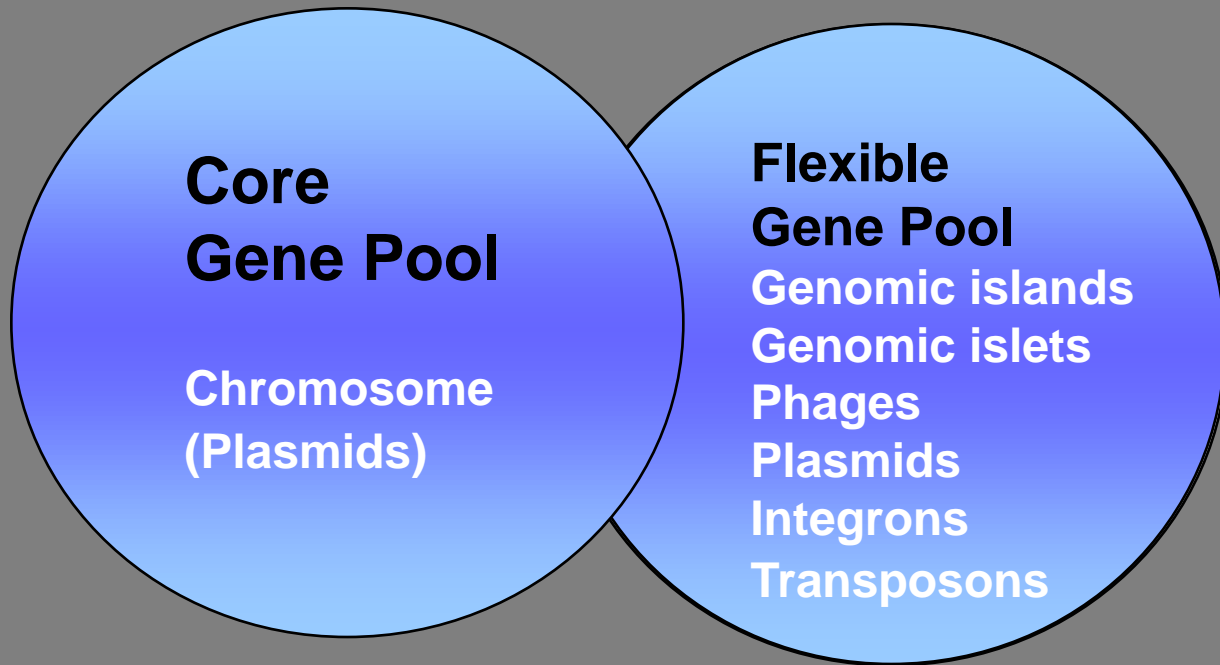 Core
Gene Pool
Chromosome
(Plasmids)
Flexible
Gene Pool
Genomic islands
Genomic islets
Phages
Plasmids
Integrons
Transposons